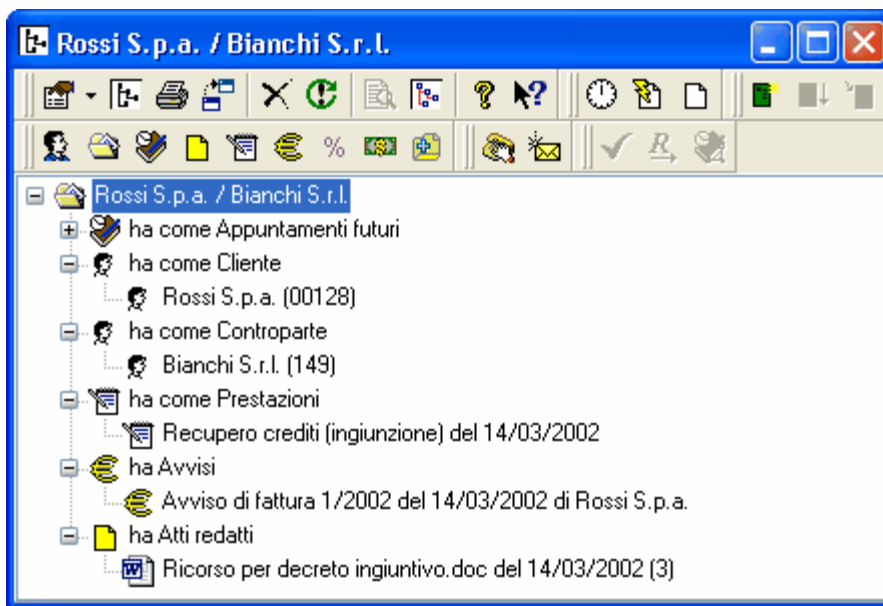 Rossi S.p.a. / Bianchi S.r.l.
Rossi S.p.a. / Bianchi S.r.l.
ha come Appuntamenti futuri
ha come Cliente
Rossi S.p.a. (00128)
ha come Controparte
Bianchi S.r.l. (149)
ha come Prestazioni
Recupero crediti (ingiunzione) del 14/03/2002
ha Avvisi
Avviso di fattura 1/2002 del 14/03/2002 di Rossi S.p.a.
ha Atti redatti
Ricorso per decreto ingiuntivo.doc del 14/03/2002 (3)